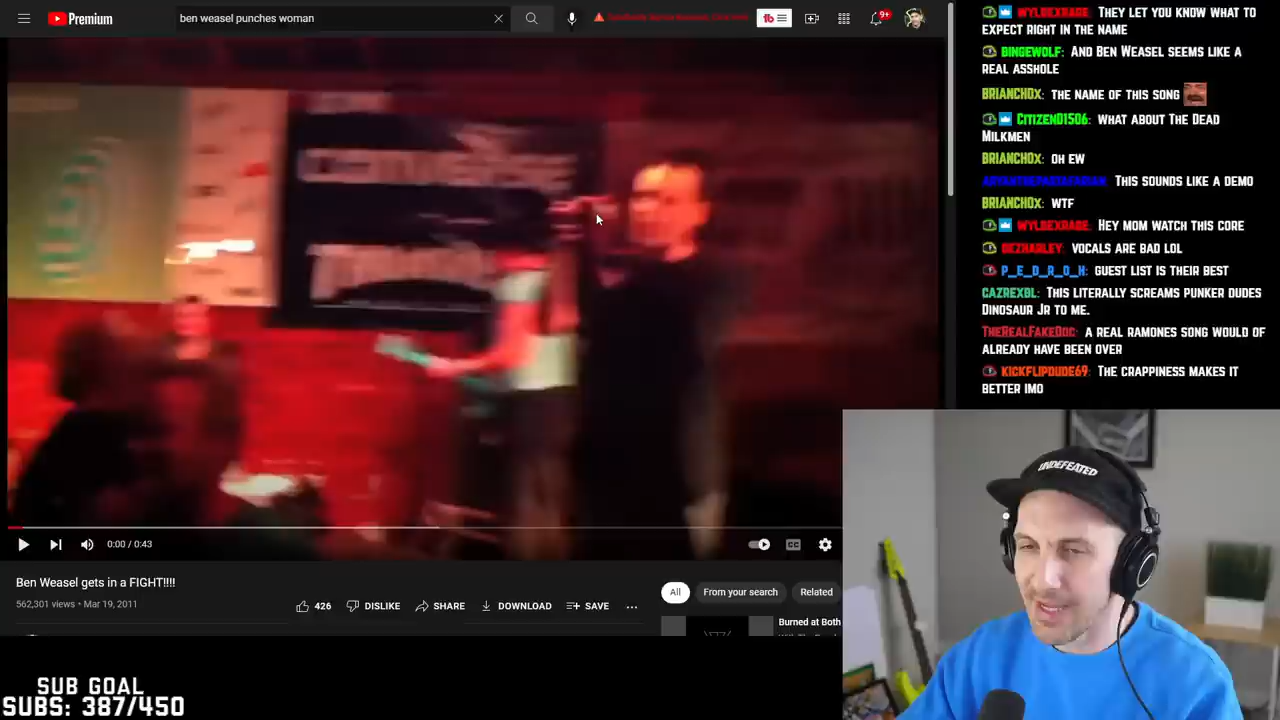 Premium
ben weasel punches woman
9+
CONVERSE
0:00 / 0:43
Ben Weasel gets in a FIGHT!!!!
562,301 views • Mar 19, 2011
426
DISLIKE
SHARE
DOWNLOAD
SAVE
All
From your search
Related
Burned at Both
SUB GOAL
SUBS: 387/450
WYLDEXRAGE: THEY LET YOU KNOW WHAT TO
EXPECT RIGHT IN THE NAME
BINGEWOLF: AND BEN WEASEL SEEMS LIKE A
REAL ASSHOLE
BRIANCHOX: THE NAME OF THIS SONG
CITIZEND1506: WHAT ABOUT THE DEAD
MILKMEN
BRIANCHOX: OH EW
THIS SOUNDS LIKE A DEMO
BRIANCHOX: WTF
WYLDEXRAGE: HEY MOM WATCH THIS CORE
DEZHARLEY: VOCALS ARE BAD LOL
P_E_D_R_O_H: GUEST LIST IS THEIR BEST
CAZREXBL: THIS LITERALLY SCREAMS PUNKER DUDES
DINOSAUR JR TO ME.
THEREALFAKEDOC: A REAL RAMONES SONG WOULD OF
ALREADY HAVE BEEN OVER
KICKFLIPDUDE69: THE CRAPPINESS MAKES IT
BETTER IMO
UNDEFEATED